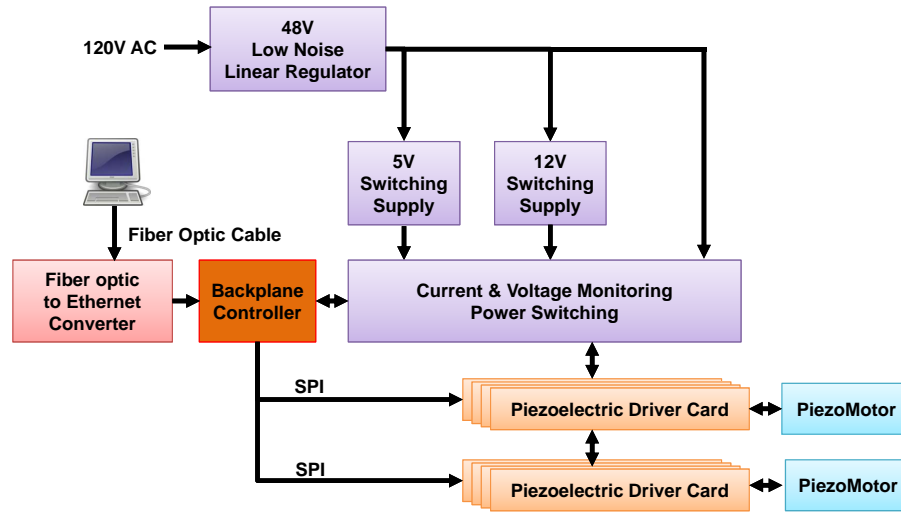 48V
Low Noise
Linear Regulator
120V AC
5V
Switching
Supply
12V
Switching
Supply
Fiber Optic Cable
Fiber optic
to Ethernet
Converter
Backplane
Controller
Current & Voltage Monitoring
Power Switching
SPI
Piezoelectric Driver Card
PiezoMotor
SPI
Piezoelectric Driver Card
PiezoMotor